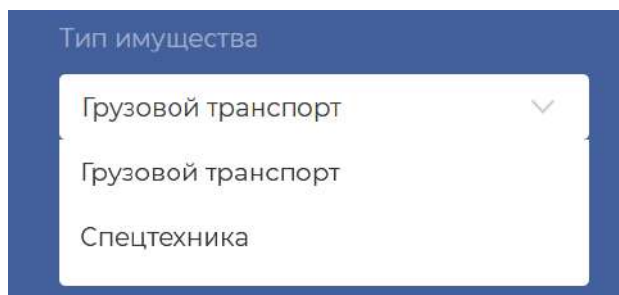 Тип имущества
Грузовой транспорт
Грузовой транспорт
Спецтехника